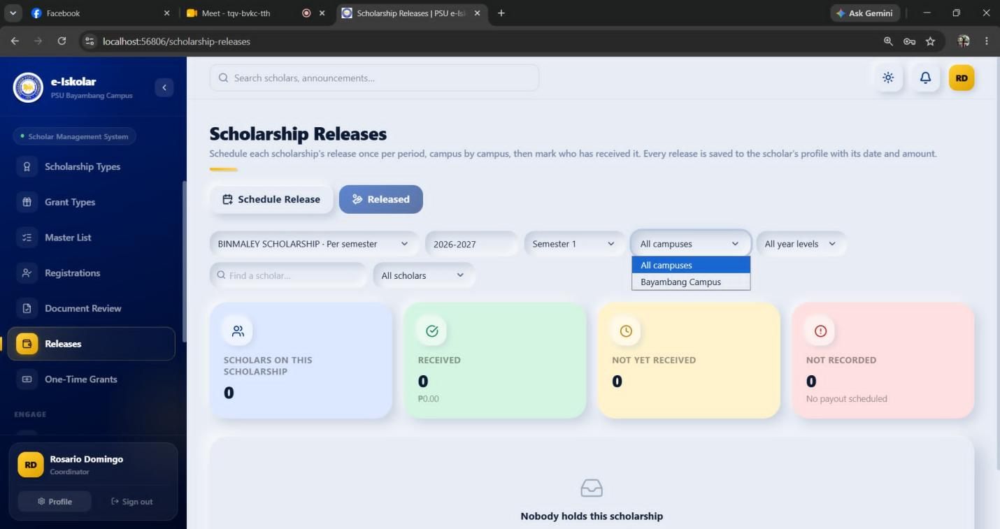 Facebook
Meet - tqv-bvkc-tth
Scholarship Releases | PSU e-Isk
Ask Gemini
localhost:56806/scholarship-releases
e-Iskolar
PSU Bayambang Campus
Scholar Management System
Scholarship Types
Grant Types
Master List
Registrations
Document Review
Releases
One-Time Grants
ENGAGE
RD
Rosario Domingo
Coordinator
Profile
Sign out
Search scholars, announcements...
RD
Scholarship Releases
Schedule each scholarship's release once per period, campus by campus, then mark who has received it. Every release is saved to the scholar's profile with its date and amount.
Schedule Release
Released
BINMALEY SCHOLARSHIP · Per semester
2026-2027
Semester 1
All campuses
All year levels
All campuses
Bayambang Campus
Find a scholar...
All scholars
SCHOLARS ON THIS
SCHOLARSHIP
0
RECEIVED
0
₱0.00
NOT YET RECEIVED
0
NOT RECORDED
0
No payout scheduled
Nobody holds this scholarship